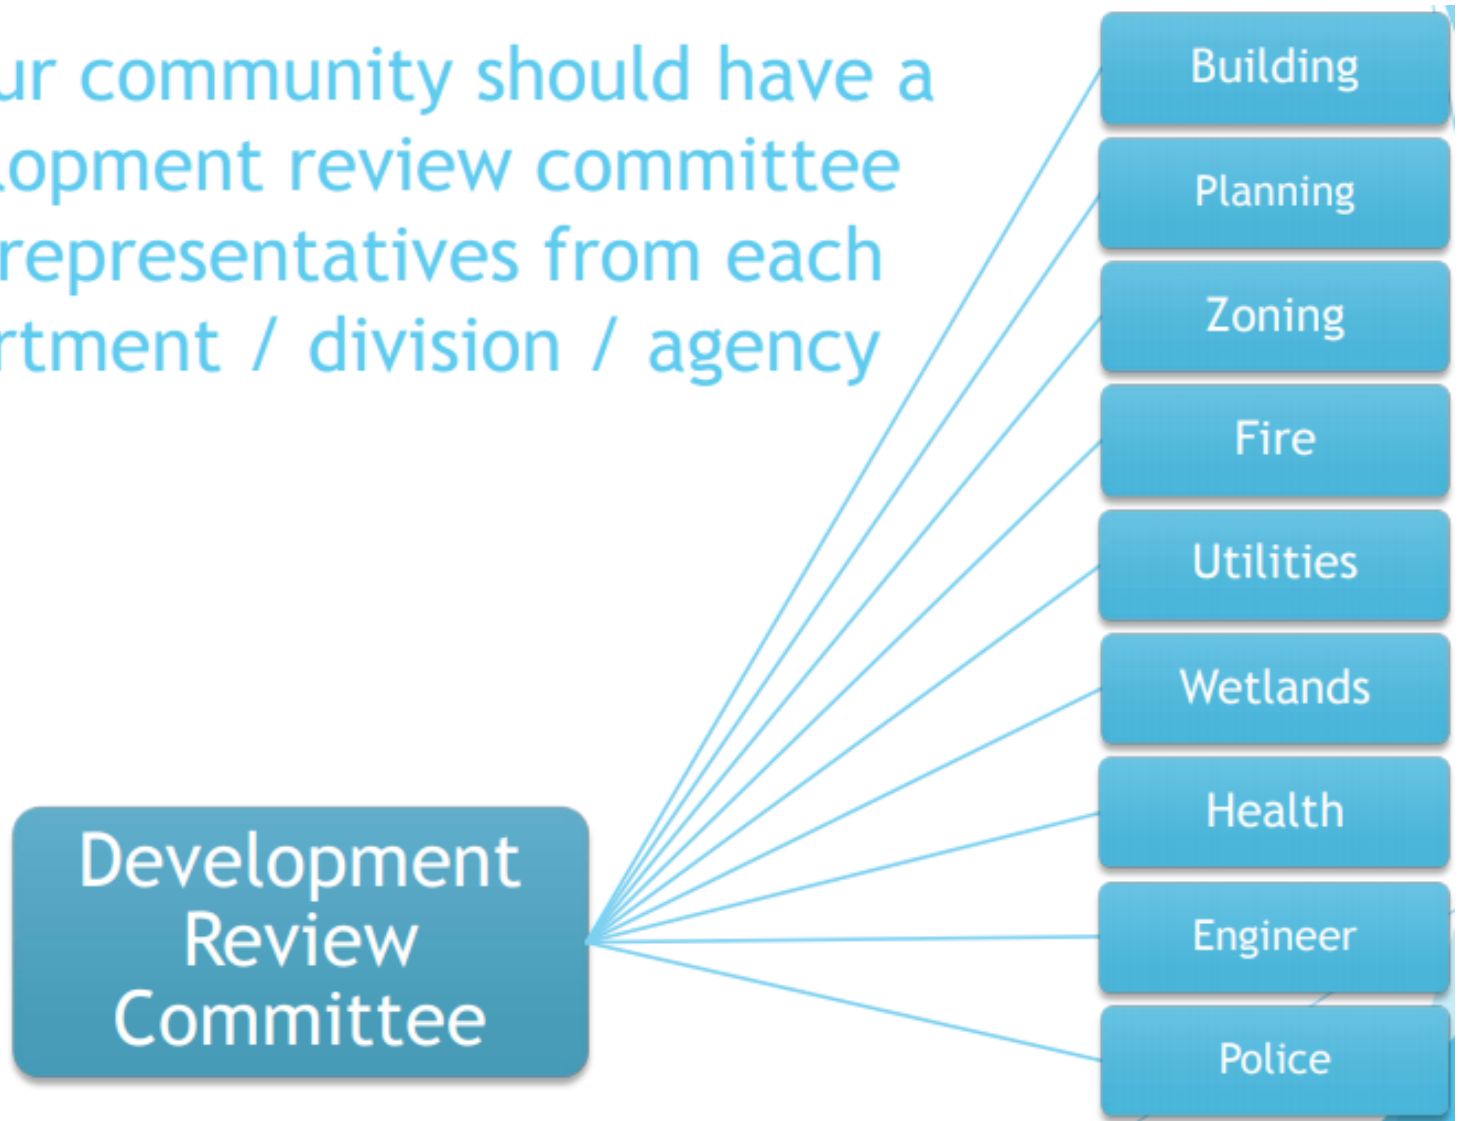 ur community should have a
lopment review committee
representatives from each
rtment / division / agency
Building
Planning
Zoning
Fire
Utilities
Wetlands
Health
Engineer
Police
Development
Review
Committee